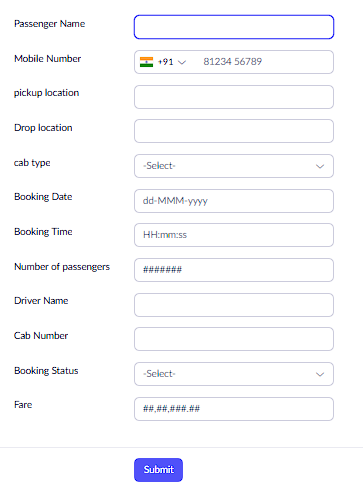 Passenger Name
Mobile Number +91 81234 56789
pickup location
Drop location
cab type -Select-
Booking Date dd-MMM-yyyy
Booking Time HH:mm:ss
Number of passengers #######
Driver Name
Cab Number
Booking Status -Select-
Fare ##,##,###.##
Submit